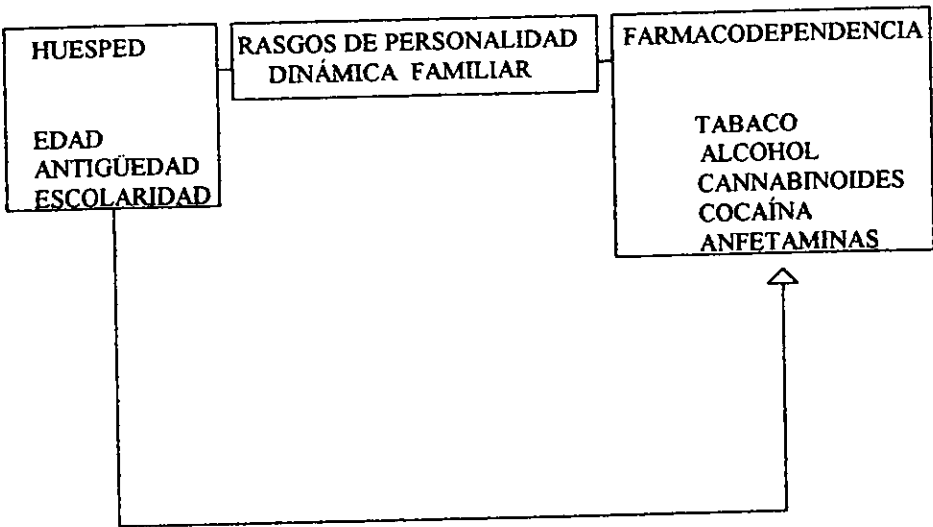 HUESPED
EDAD
ANTIGÜEDAD
ESCOLARIDAD
RASGOS DE PERSONALIDAD
DINÁMICA FAMILIAR
FARMACODEPENDENCIA
TABACO
ALCOHOL
CANNABINOIDES
COCAÍNA
ANFETAMINAS